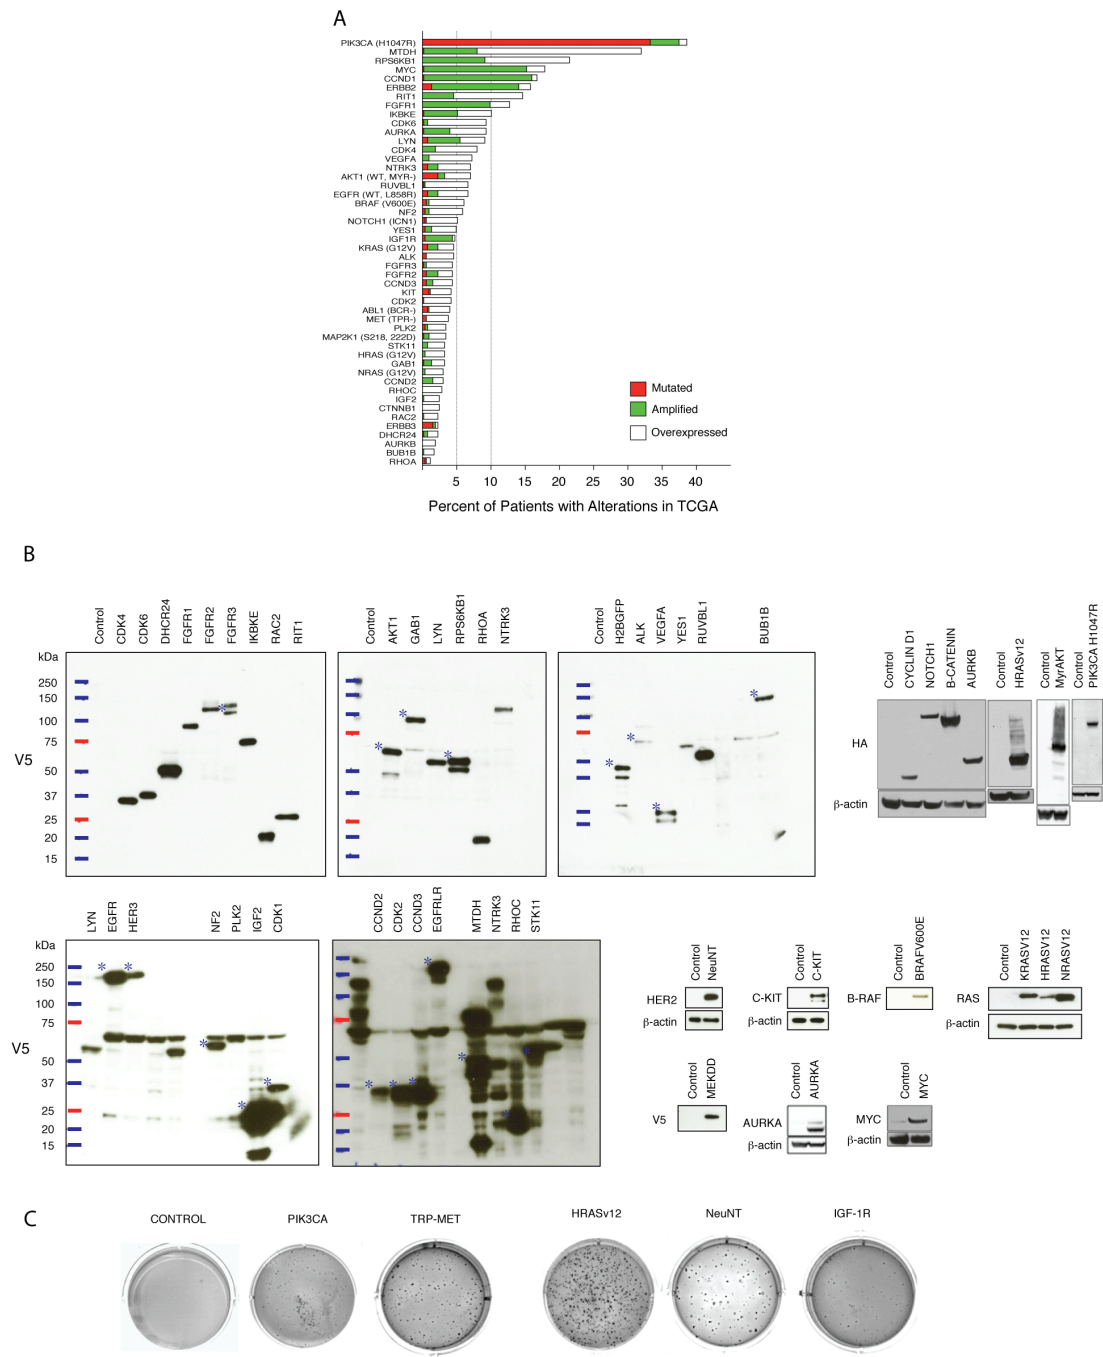 A
PIK3CA (H1047R)
MTDH
RPS6KB1
MYC
CCND1
ERBB2
RIT1
FGFR1
IKBKE
CDK6
AURKA
LYN
CDK4
VEGFA
NTRK3
AKT1 (WT, MYR-)
RUVBL1
EGFR (WT, L858R)
BRAF (V600E)
NF2
NOTCH1 (ICN1)
YES1
IGF1R
KRAS (G12V)
ALK
FGFR3
FGFR2
CCND3
KIT
CDK2
ABL1 (BCR-)
MET (TPR-)
PLK2
MAP2K1 (S218, 222D)
STK11
HRAS (G12V)
GAB1
NRAS (G12V)
CCND2
RHOC
IGF2
CTNNB1
RAC2
ERBB3
DHCR24
AURKB
BUB1B
RHOA
Mutated
Amplified
Overexpressed
5 10 15 20 25 30 35 40
Percent of Patients with Alterations in TCGA
B
Control CDK4 CDK6 DHCR24 FGFR1 FGFR2 FGFR3 IKBKE RAC2 RIT1
kDa
250
150
100
75
50
37
25
20
15
V5
*
Control AKT1 GAB1 LYN RPS6KB1 RHOA NTRK3
* * *
Control H2BGFP ALK VEGFA YES1 RUVBL1 BUB1B
* * * *
Control CYCLIN D1 NOTCH1 B-CATENIN AURKB
Control HRASv12
Control MyrAKT
Control PIK3CA H1047R
HA
β-actin
LYN EGFR HER3 NF2 PLK2 IGF2 CDK1
kDa
250
150
100
75
50
37
25
20
15
V5
* * * * *
CCND2 CDK2 CCND3 EGFRLR MTDH NTRK3 RHOC STK11
* * * * * * *
Control NeuNT
HER2
β-actin
Control C-KIT
C-KIT
β-actin
Control BRAFV600E
B-RAF
Control KRASV12 HRASV12 NRASV12
RAS
β-actin
Control MEKDD
V5
Control AURKA
AURKA
β-actin
Control MYC
MYC
β-actin
C
CONTROL PIK3CA TRP-MET HRASv12 NeuNT IGF-1R